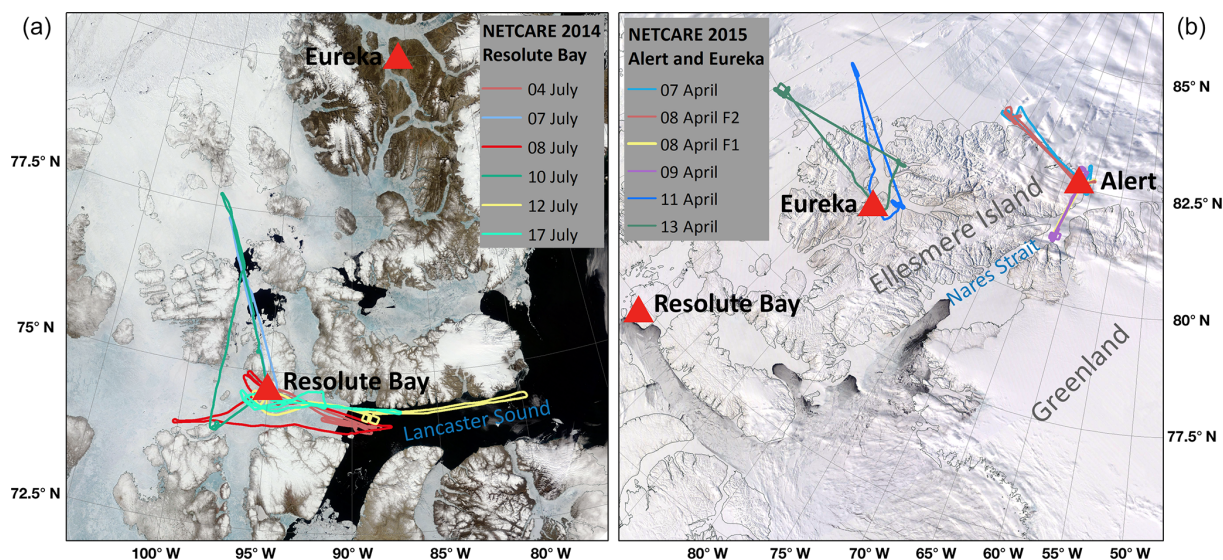 (a)
NETCARE 2014
Resolute Bay
04 July
07 July
08 July
10 July
12 July
17 July
Eureka
Resolute Bay
Lancaster Sound
77.5° N
75° N
72.5° N
100° W
95° W
90° W
85° W
80° W
(b)
NETCARE 2015
Alert and Eureka
07 April
08 April F2
08 April F1
09 April
11 April
13 April
Eureka
Alert
Ellesmere Island
Nares Strait
Resolute Bay
Greenland
85° N
82.5° N
80° N
77.5° N
80° W
75° W
70° W
65° W
60° W
55° W
50° W